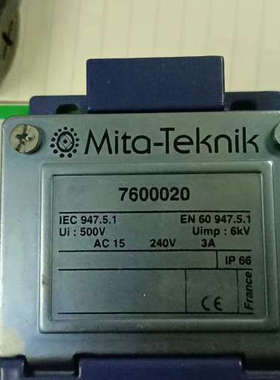 Mita-Teknik
7600020
IEC 947.5.1 EN 60 947.5.1
Ui : 500V Uimp : 6kV
AC 15 240V 3A
IP 66
CE France